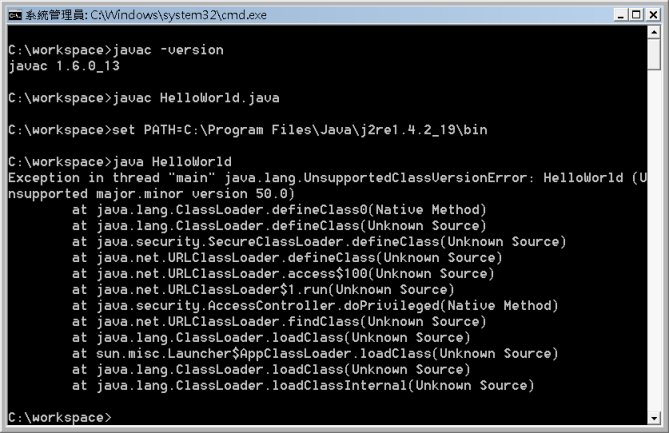 系統管理員: C:\Windows\system32\cmd.exe
C:\workspace>javac -version
javac 1.6.0_13
C:\workspace>javac HelloWorld.java
C:\workspace>set PATH=C:\Program Files\Java\j2re1.4.2_19\bin
C:\workspace>java HelloWorld
Exception in thread "main" java.lang.UnsupportedClassVersionError: HelloWorld (U
nsupported major.minor version 50.0)
        at java.lang.ClassLoader.defineClass0(Native Method)
        at java.lang.ClassLoader.defineClass(Unknown Source)
        at java.security.SecureClassLoader.defineClass(Unknown Source)
        at java.net.URLClassLoader.defineClass(Unknown Source)
        at java.net.URLClassLoader.access$100(Unknown Source)
        at java.net.URLClassLoader$1.run(Unknown Source)
        at java.security.AccessController.doPrivileged(Native Method)
        at java.net.URLClassLoader.findClass(Unknown Source)
        at java.lang.ClassLoader.loadClass(Unknown Source)
        at sun.misc.Launcher$AppClassLoader.loadClass(Unknown Source)
        at java.lang.ClassLoader.loadClass(Unknown Source)
        at java.lang.ClassLoader.loadClassInternal(Unknown Source)
C:\workspace>